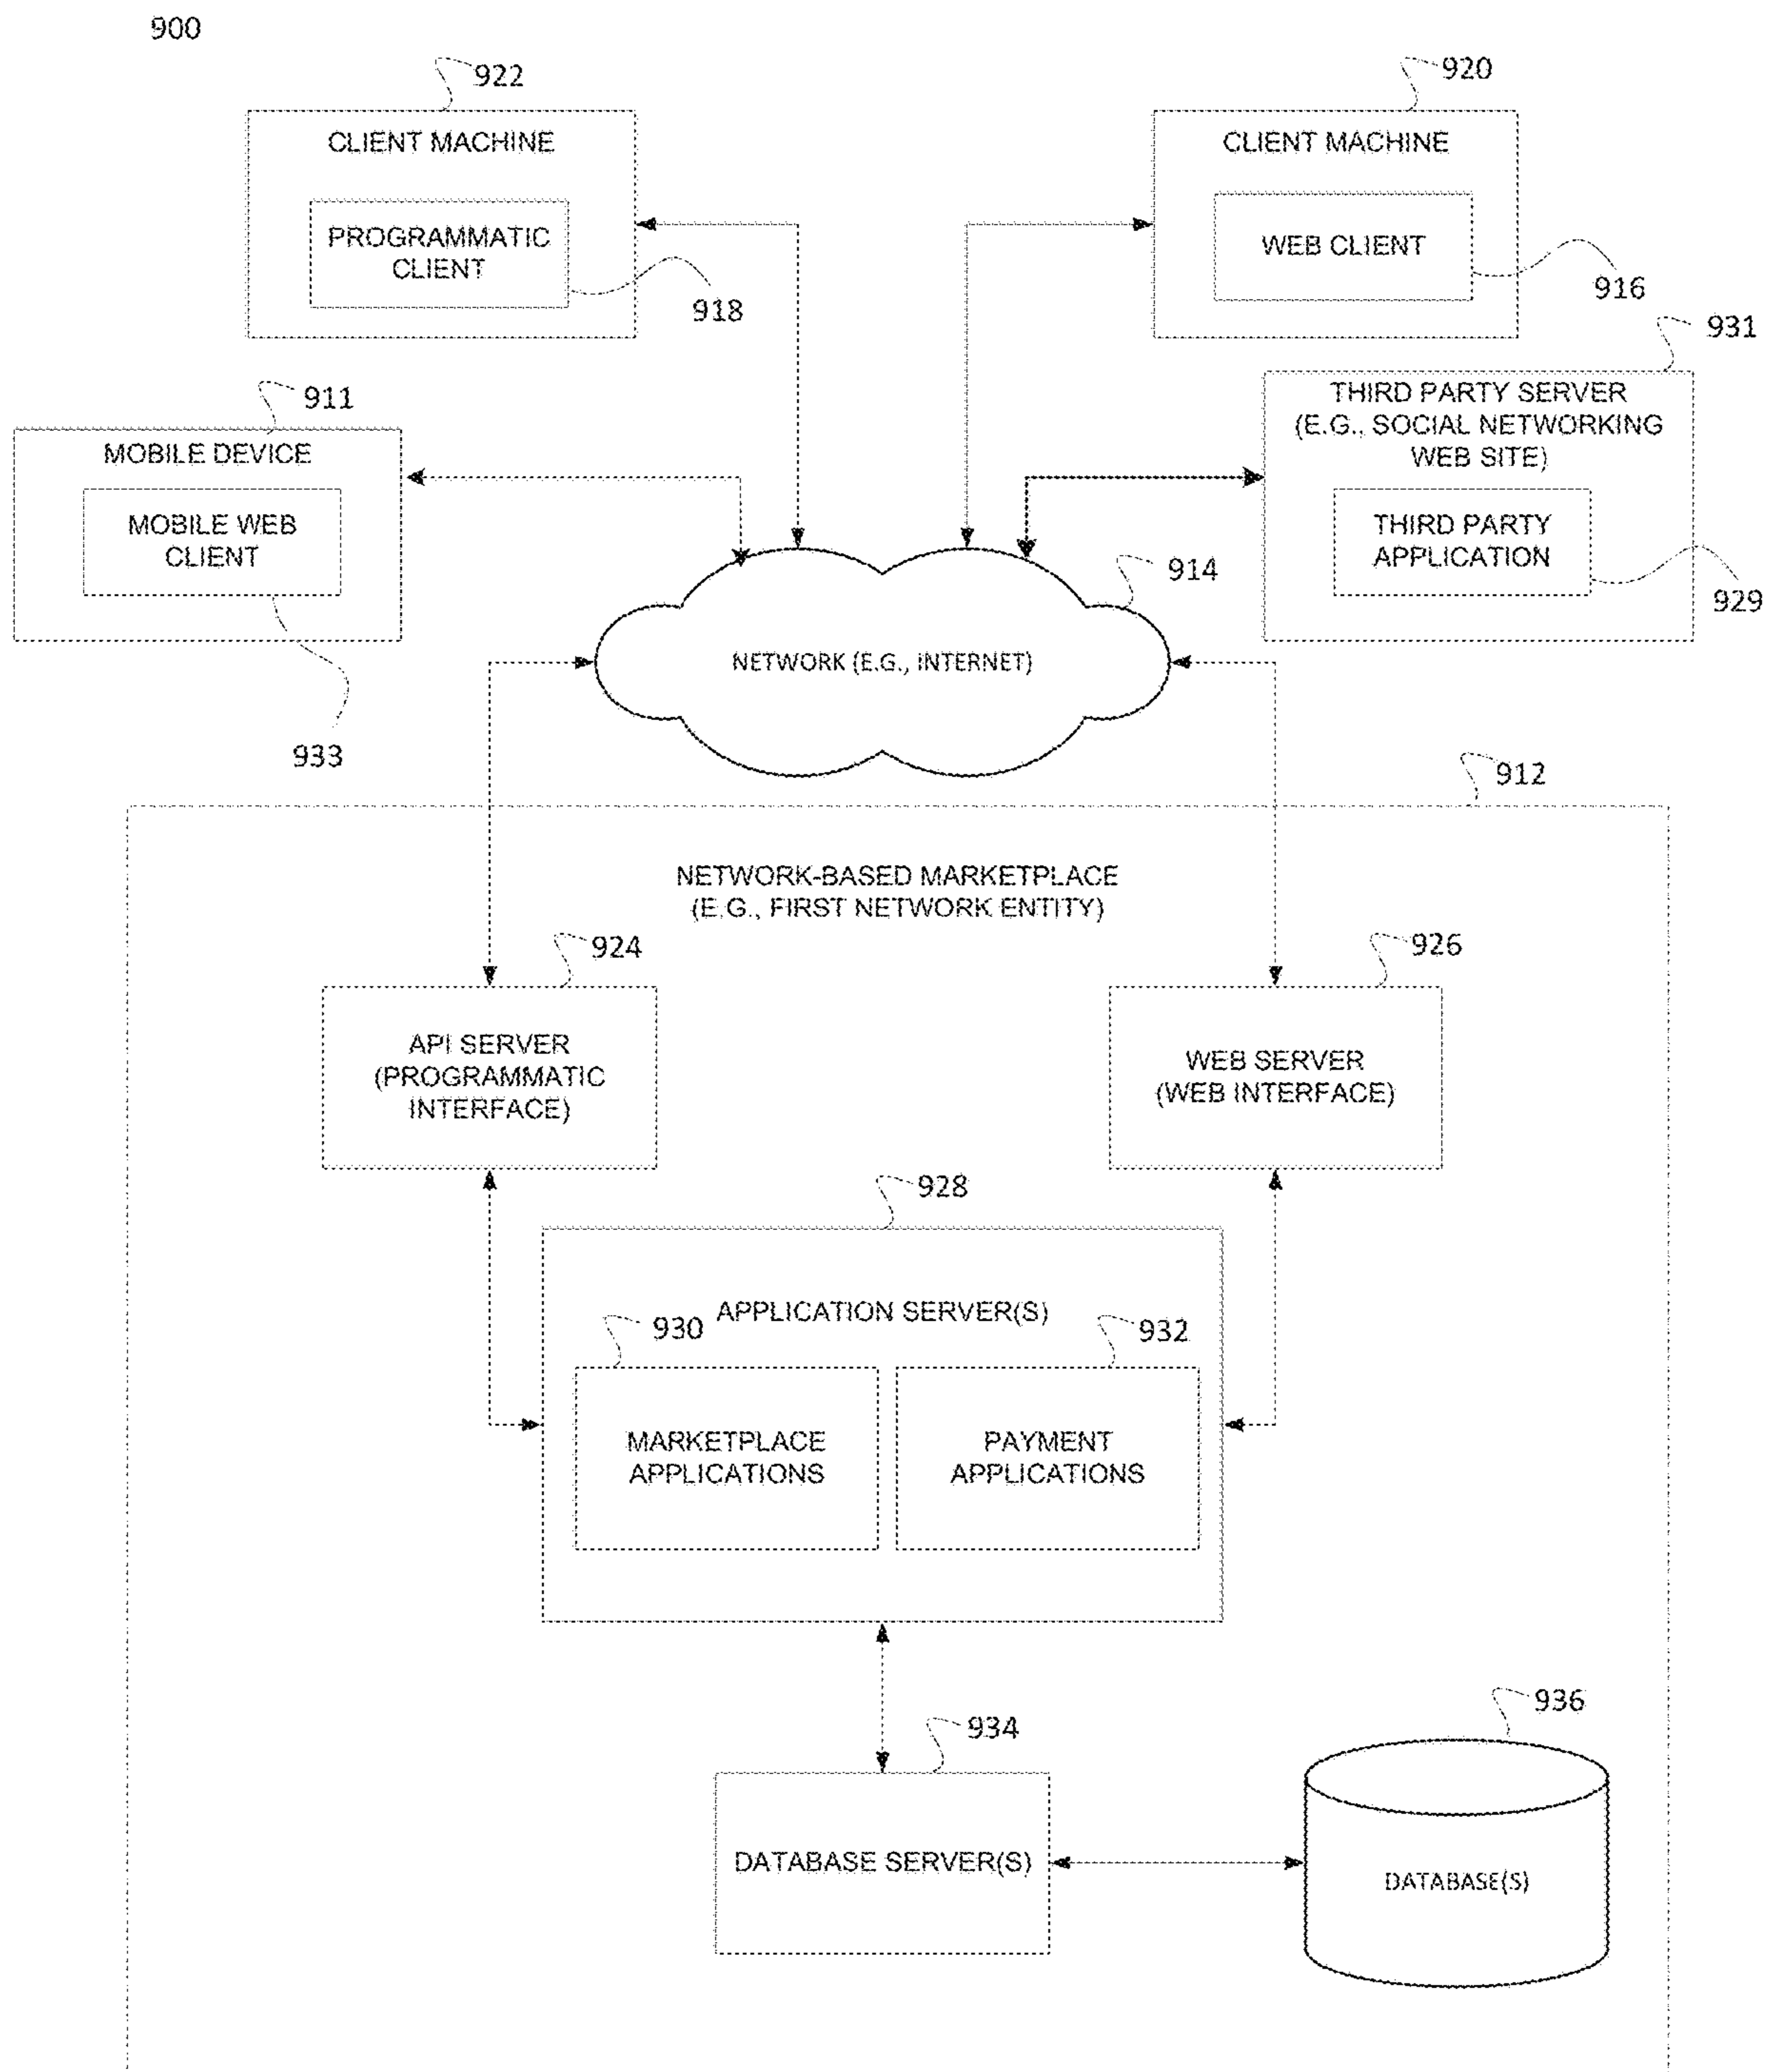 900
922
CLIENT MACHINE
PROGRAMMATIC
CLIENT
918
920
CLIENT MACHINE
WEB CLIENT
916
911
MOBILE DEVICE
MOBILE WEB
CLIENT
933
931
THIRD PARTY SERVER
(E.G., SOCIAL NETWORKING
WEB SITE)
THIRD PARTY
APPLICATION
929
914
NETWORK (E.G., INTERNET)
912
NETWORK-BASED MARKETPLACE
(E.G., FIRST NETWORK ENTITY)
924
API SERVER
(PROGRAMMATIC
INTERFACE)
926
WEB SERVER
(WEB INTERFACE)
928
APPLICATION SERVER(S)
930
MARKETPLACE
APPLICATIONS
932
PAYMENT
APPLICATIONS
934
DATABASE SERVER(S)
936
DATABASE(S)